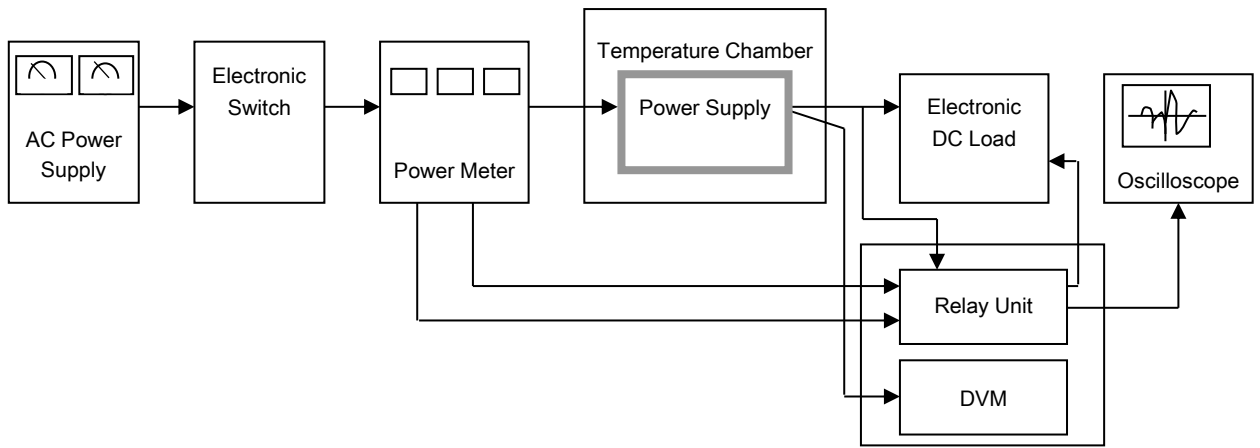 AC Power
Supply
Electronic
Switch
Power Meter
Temperature Chamber
Power Supply
Electronic
DC Load
Oscilloscope
Relay Unit
DVM